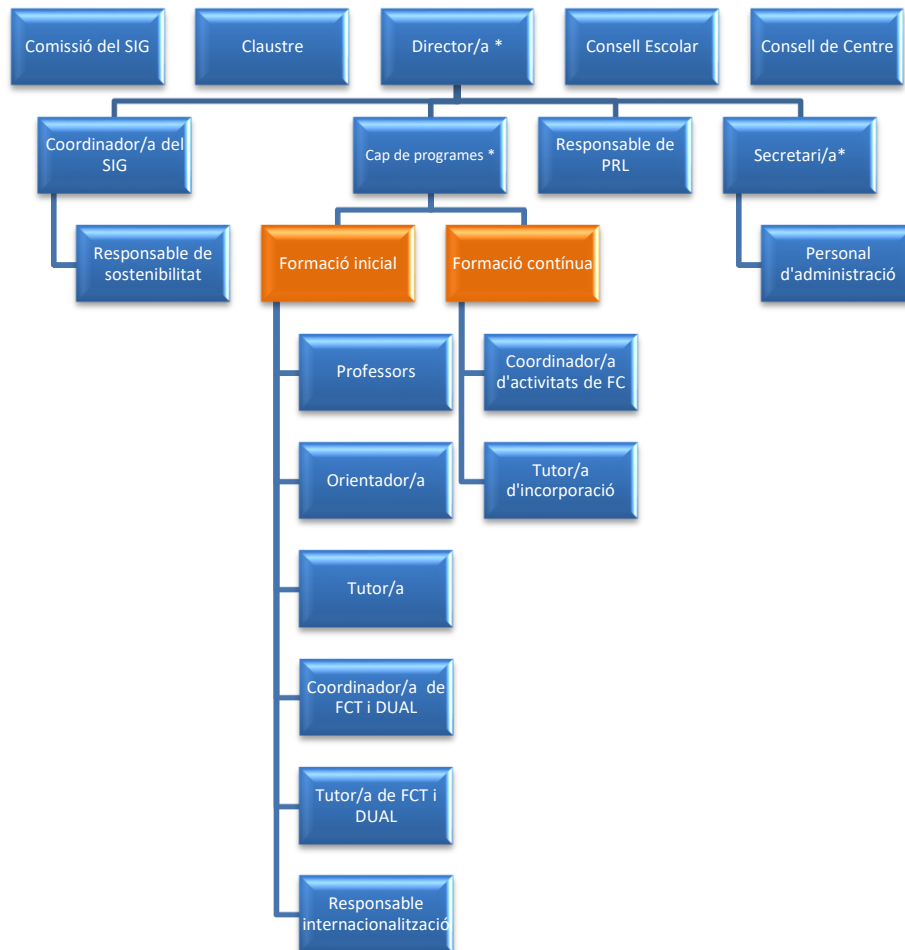 Comissió del SIG
Claustre
Director/a *
Consell Escolar
Consell de Centre
Coordinador/a del
SIG
Cap de programes *
Responsable de
PRL
Secretari/a*
Responsable de
sostenibilitat
Formació inicial
Formació contínua
Personal
d'administració
Professors
Coordinador/a
d'activitats de FC
Orientador/a
Tutor/a
d'incorporació
Tutor/a
Coordinador/a de
FCT i DUAL
Tutor/a de FCT i
DUAL
Responsable
internacionalització